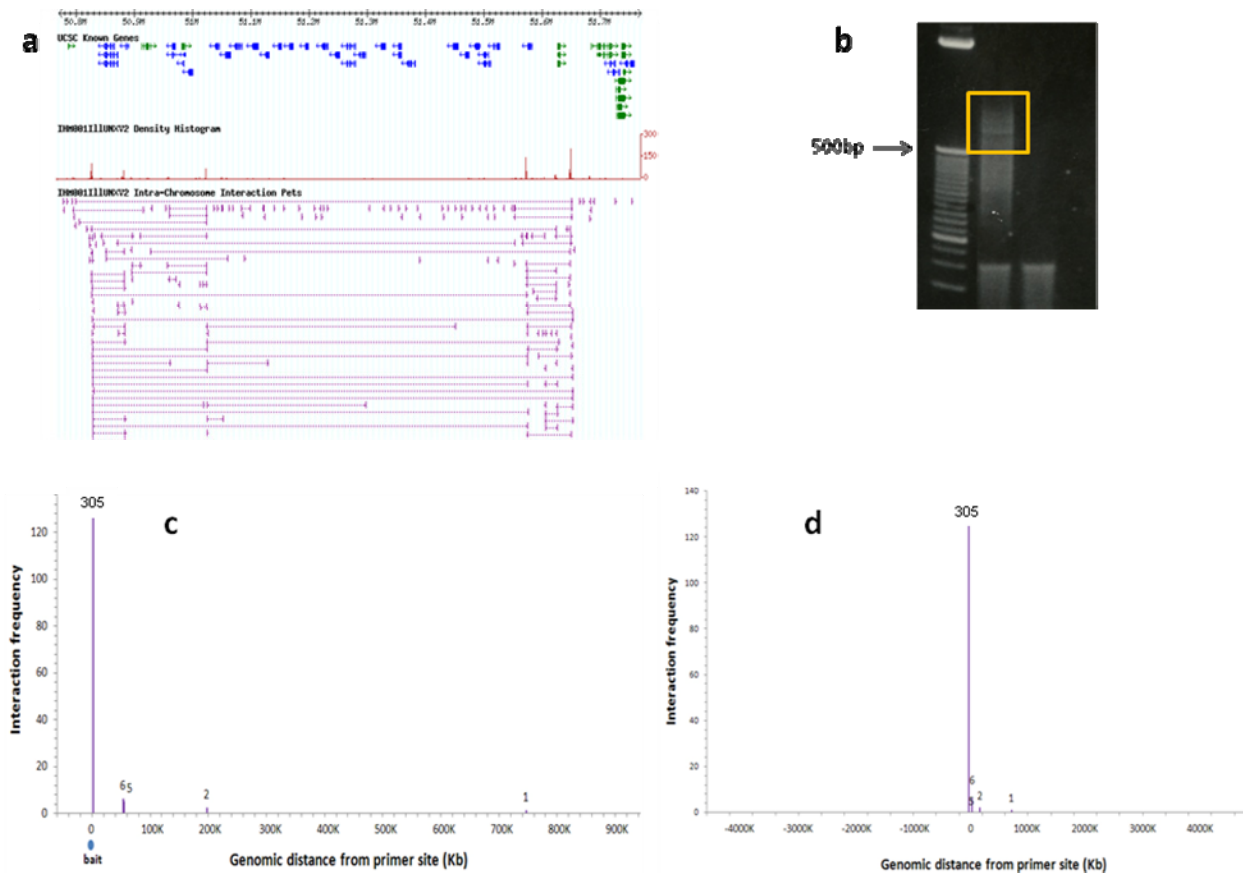 a
50.8M 50.9M 51M 51.1M 51.2M 51.3M 51.4M 51.5M 51.6M 51.7M
UCSC Known Genes
IHM001IllUNXV2 Density Histogram
300
150
0
IHM001IllUNXV2 Intra-Chromosome Interaction Pets
b
500bp
c
305
Interaction frequency
120
100
80
60
40
20
0
6 5
2
1
0 100K 200K 300K 400K 500K 600K 700K 800K 900K
bait
Genomic distance from primer site (Kb)
d
305
Interaction frequency
140
120
100
80
60
40
20
0
6
5 2
1
-4000K -3000K -2000K -1000K 0 1000K 2000K 3000K 4000K
Genomic distance from primer site (Kb)